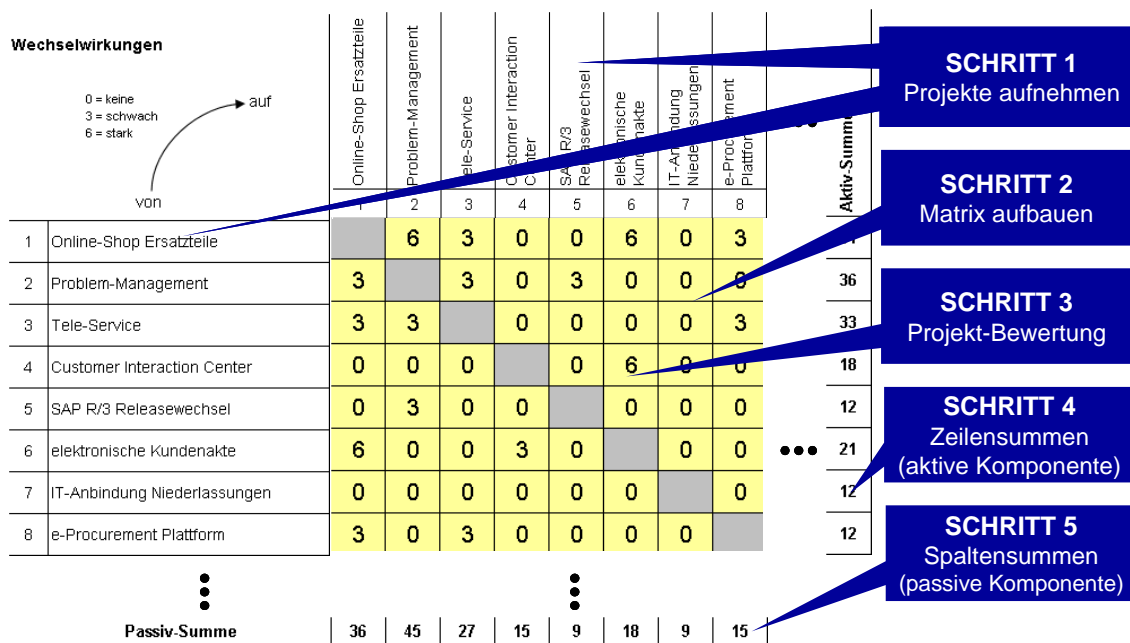 Wechselwirkungen
0 = keine
3 = schwach
6 = stark
auf
von
Online-Shop Ersatzteile
Problem-Management
Tele-Service
Customer Interaction
Center
SAP R/3
Releasewechsel
elektronische
Kundenakte
IT-Anbindung
Niederlassungen
e-Procurement
Plattform
Aktiv-Summe
1 2 3 4 5 6 7 8
1 Online-Shop Ersatzteile 6 3 0 0 6 0 3
2 Problem-Management 3 3 0 3 0 0 36
3 Tele-Service 3 3 0 0 0 0 3 33
4 Customer Interaction Center 0 0 0 0 6 0 0 18
5 SAP R/3 Releasewechsel 0 3 0 0 0 0 0 12
6 elektronische Kundenakte 6 0 0 3 0 0 0 21
7 IT-Anbindung Niederlassungen 0 0 0 0 0 0 0 12
8 e-Procurement Plattform 3 0 3 0 0 0 0 12
Passiv-Summe 36 45 27 15 9 18 9 15
SCHRITT 1
Projekte aufnehmen
SCHRITT 2
Matrix aufbauen
SCHRITT 3
Projekt-Bewertung
SCHRITT 4
Zeilensummen
(aktive Komponente)
SCHRITT 5
Spaltensummen
(passive Komponente)